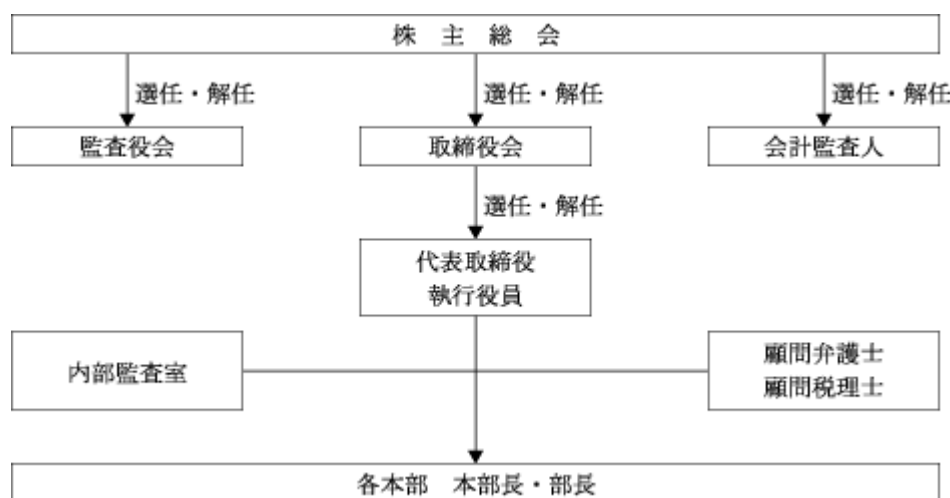 株主総会
選任・解任
選任・解任
選任・解任
監査役会
取締役会
会計監査人
選任・解任
代表取締役
執行役員
内部監査室
顧問弁護士
顧問税理士
各本部 本部長・部長